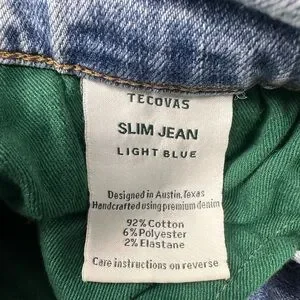 TECOVAS
SLIM JEAN
LIGHT BLUE
Designed in Austin, Texas
Handcrafted using premium denim
92% Cotton
6% Polyester
2% Elastane
Care instructions on reverse